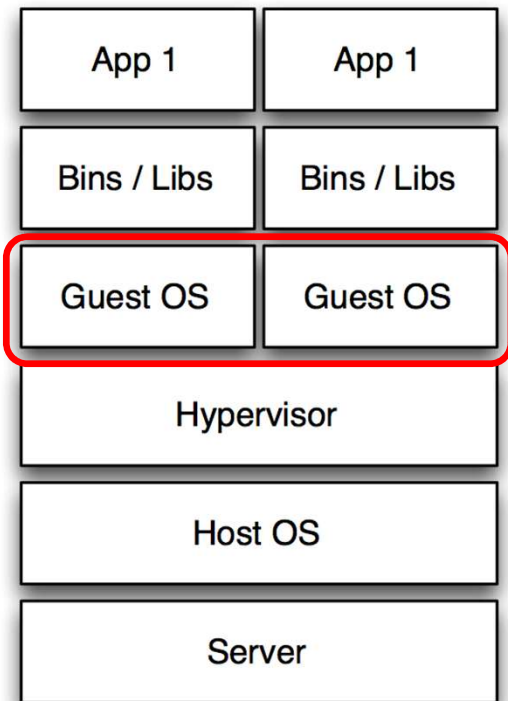 App 1 App 1
Bins / Libs Bins / Libs
Guest OS Guest OS
Hypervisor
Host OS
Server